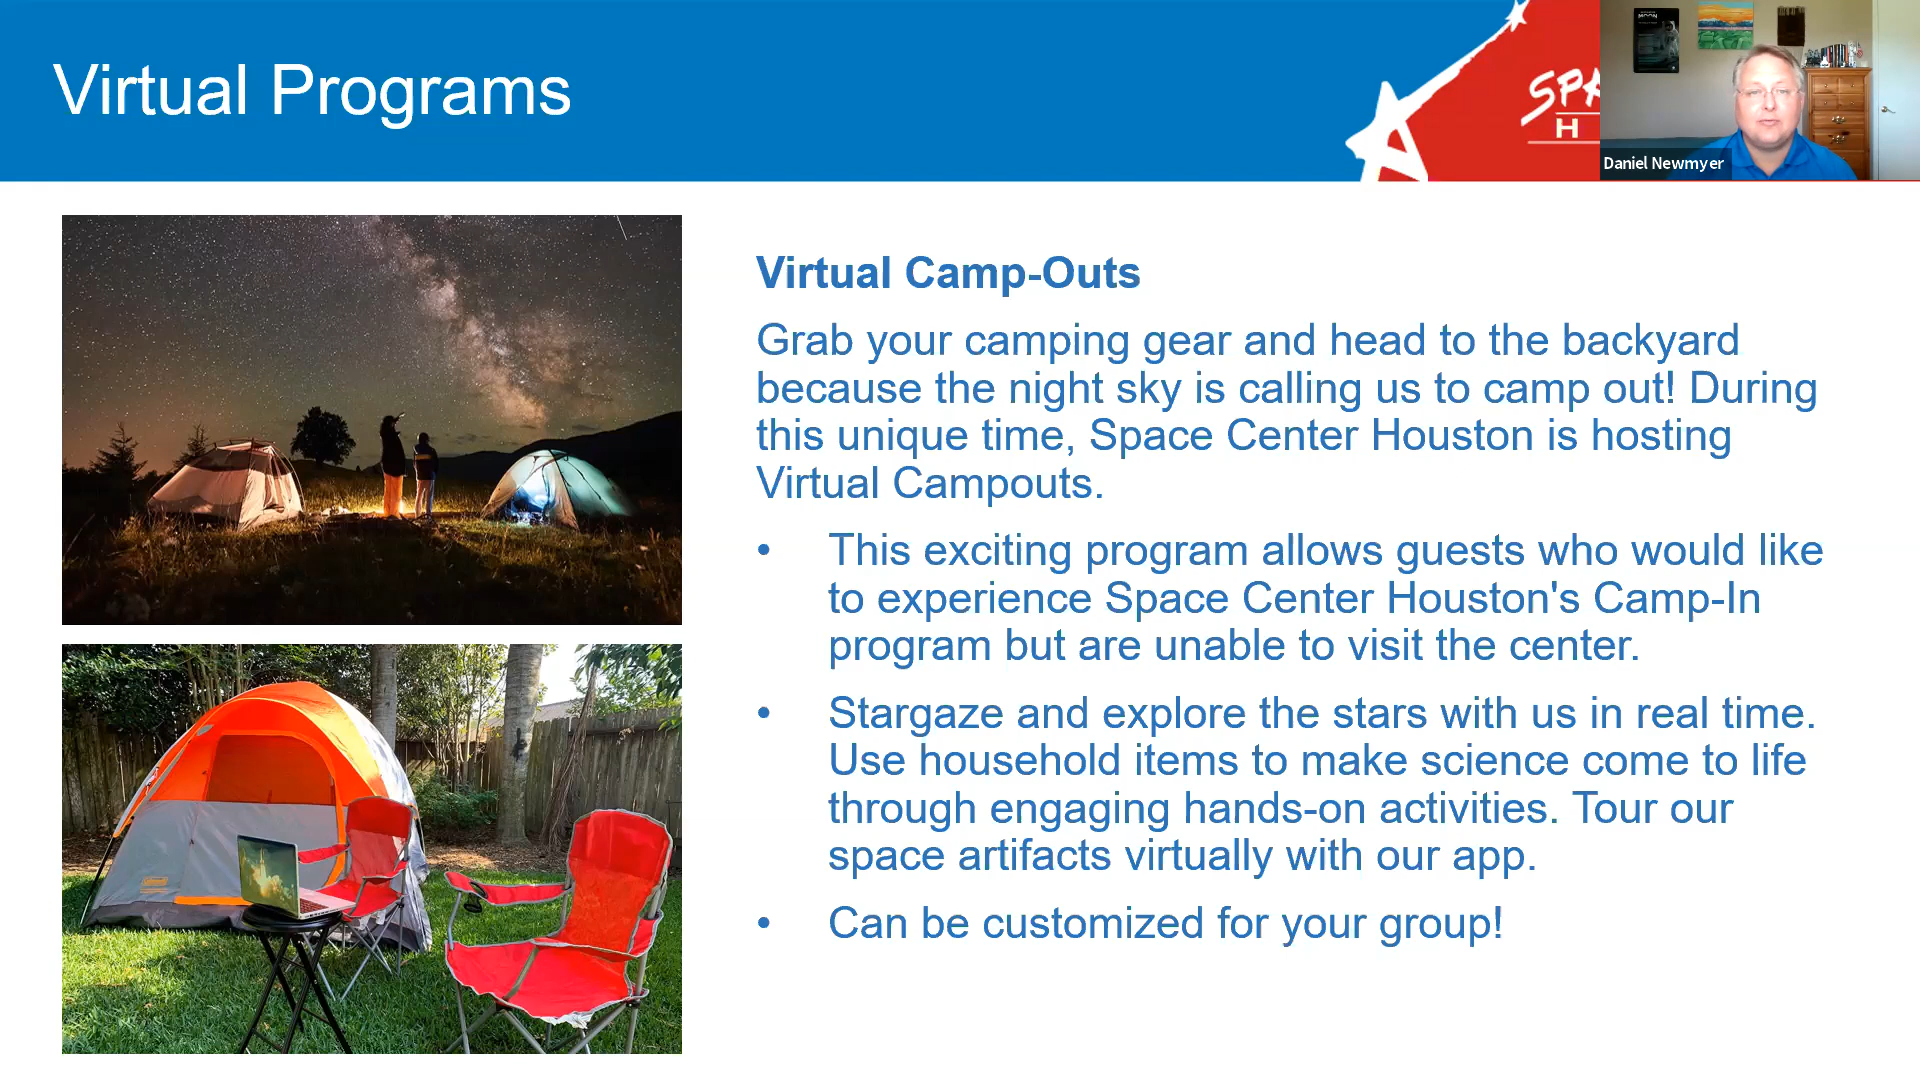 Virtual Programs
SPA
H
MOON
Daniel Newmyer
Virtual Camp-Outs
Grab your camping gear and head to the backyard
because the night sky is calling us to camp out! During
this unique time, Space Center Houston is hosting
Virtual Campouts.
• This exciting program allows guests who would like
to experience Space Center Houston's Camp-In
program but are unable to visit the center.
• Stargaze and explore the stars with us in real time.
Use household items to make science come to life
through engaging hands-on activities. Tour our
space artifacts virtually with our app.
• Can be customized for your group!